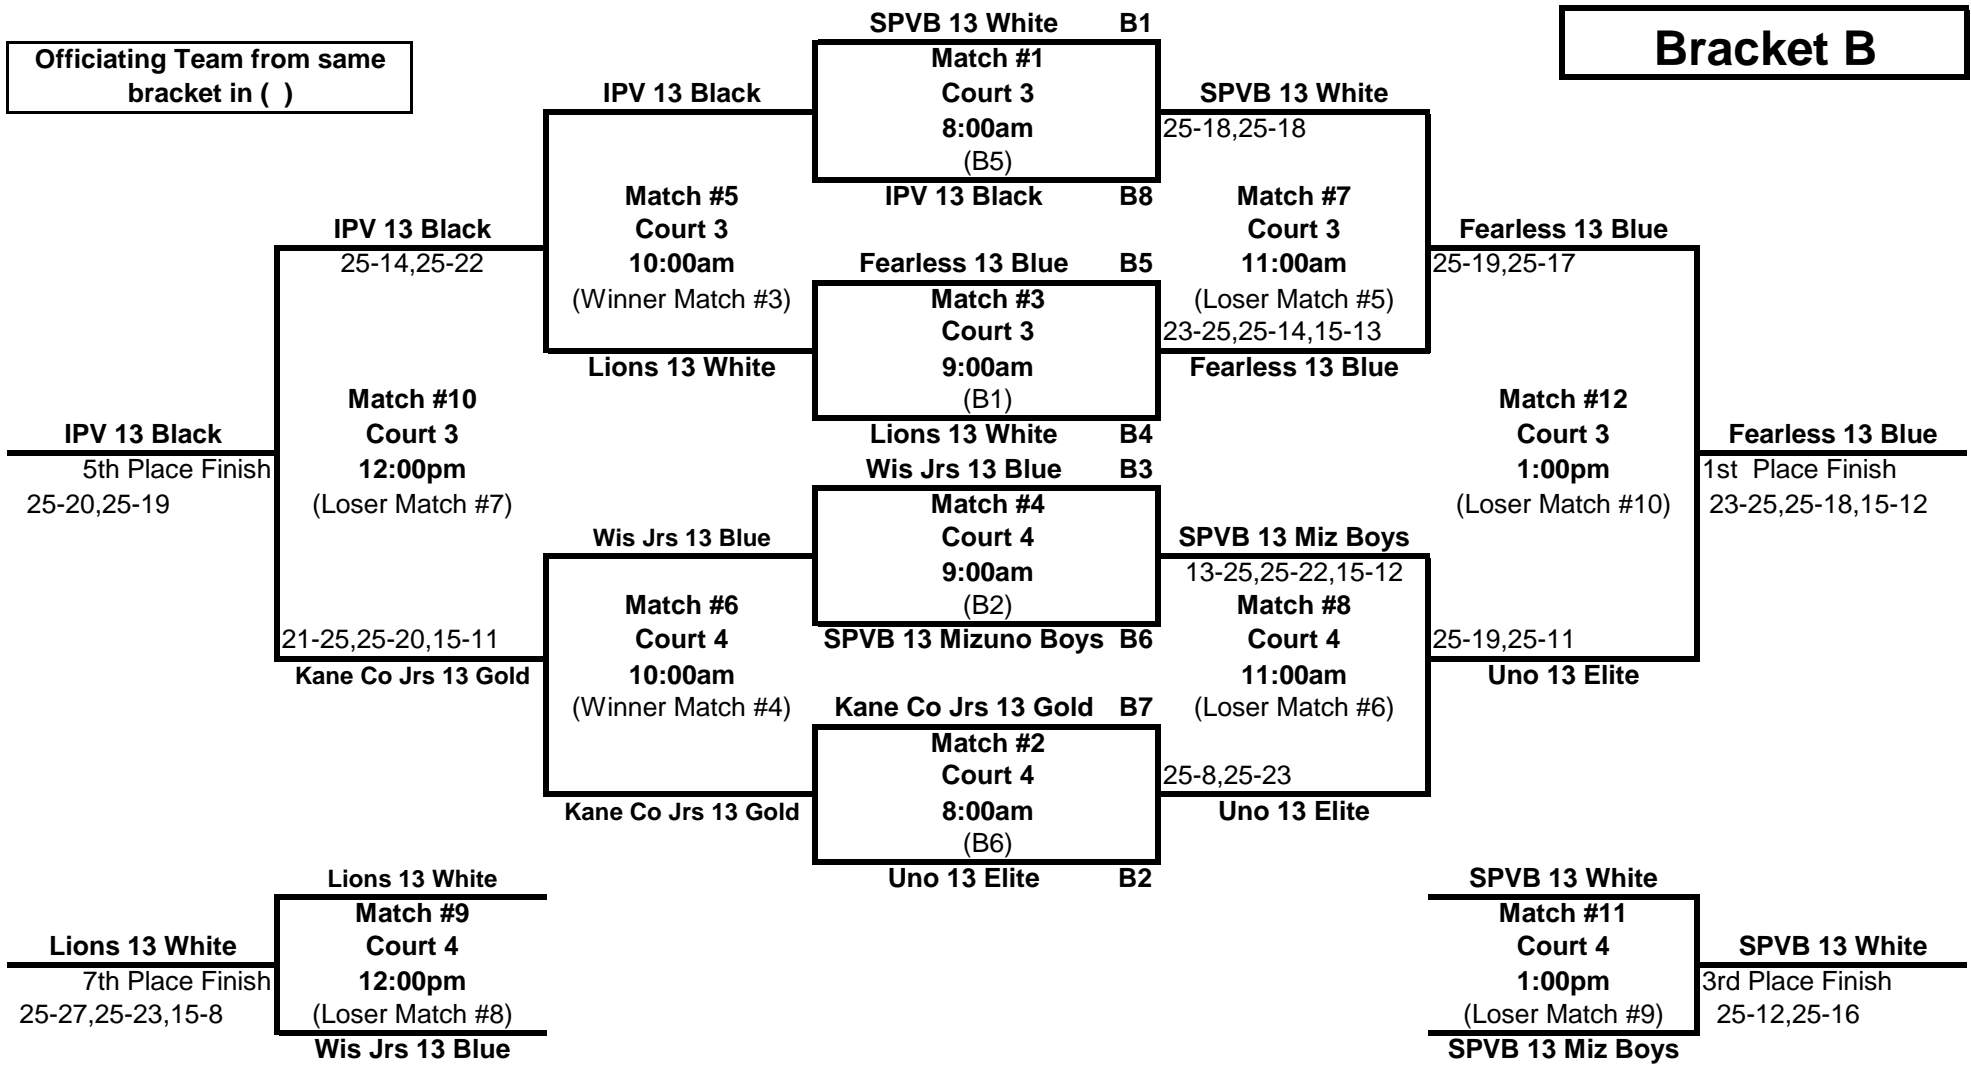 SPVB 13 White B1
Bracket B
Officiating Team from same
bracket in ( )
Match #1
Court 3
8:00am
(B5)
IPV 13 Black B8
IPV 13 Black
SPVB 13 White
25-18,25-18
Match #5
Court 3
10:00am
(Winner Match #3)
Match #7
Court 3
11:00am
(Loser Match #5)
IPV 13 Black
25-14,25-22
Fearless 13 Blue
25-19,25-17
Fearless 13 Blue B5
Match #3
Court 3
9:00am
(B1)
Lions 13 White B4
Lions 13 White
23-25,25-14,15-13
Fearless 13 Blue
Match #10
Court 3
12:00pm
(Loser Match #7)
Match #12
Court 3
1:00pm
(Loser Match #10)
IPV 13 Black
5th Place Finish
25-20,25-19
Fearless 13 Blue
1st Place Finish
23-25,25-18,15-12
Wis Jrs 13 Blue B3
Match #4
Court 4
9:00am
(B2)
SPVB 13 Mizuno Boys B6
Wis Jrs 13 Blue
SPVB 13 Miz Boys
13-25,25-22,15-12
Match #6
Court 4
10:00am
(Winner Match #4)
Match #8
Court 4
11:00am
(Loser Match #6)
21-25,25-20,15-11
Kane Co Jrs 13 Gold
25-19,25-11
Uno 13 Elite
Kane Co Jrs 13 Gold B7
Match #2
Court 4
8:00am
(B6)
Uno 13 Elite B2
Kane Co Jrs 13 Gold
25-8,25-23
Uno 13 Elite
Lions 13 White
Match #9
Court 4
12:00pm
(Loser Match #8)
Wis Jrs 13 Blue
Lions 13 White
7th Place Finish
25-27,25-23,15-8
SPVB 13 White
Match #11
Court 4
1:00pm
(Loser Match #9)
SPVB 13 Miz Boys
SPVB 13 White
3rd Place Finish
25-12,25-16